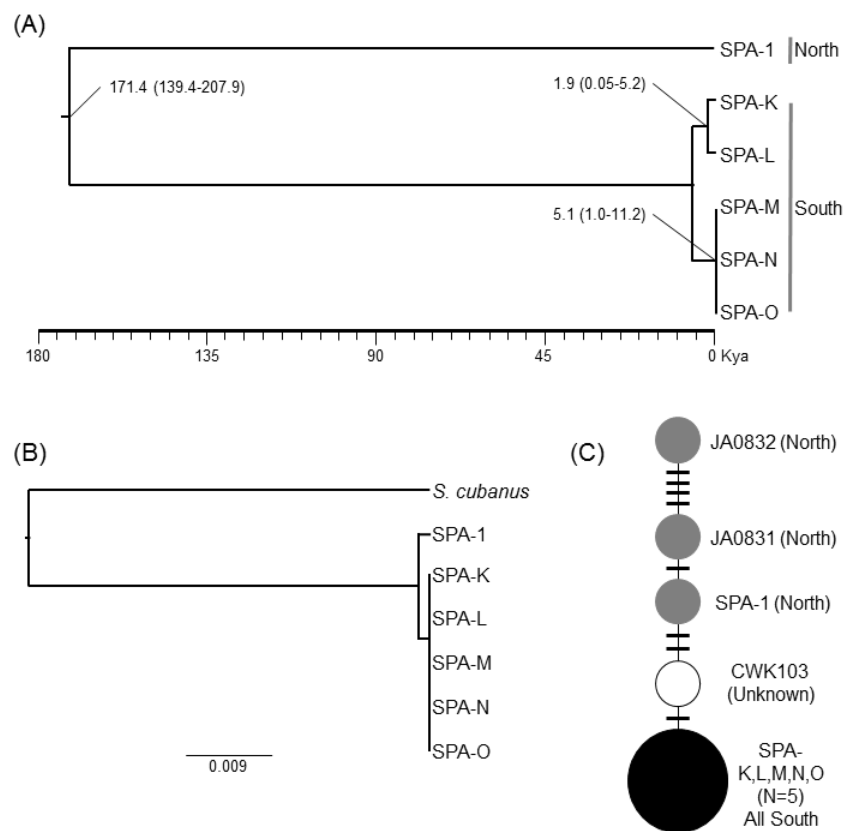 (A)
SPA-1
North
171.4 (139.4-207.9)
1.9 (0.05-5.2)
SPA-K
SPA-L
5.1 (1.0-11.2)
SPA-M
South
SPA-N
SPA-O
180
135
90
45
0 Kya
(B)
S. cubanus
SPA-1
SPA-K
SPA-L
SPA-M
SPA-N
SPA-O
0.009
(C)
JA0832 (North)
JA0831 (North)
SPA-1 (North)
CWK103
(Unknown)
SPA-
K,L,M,N,O
(N=5)
All South